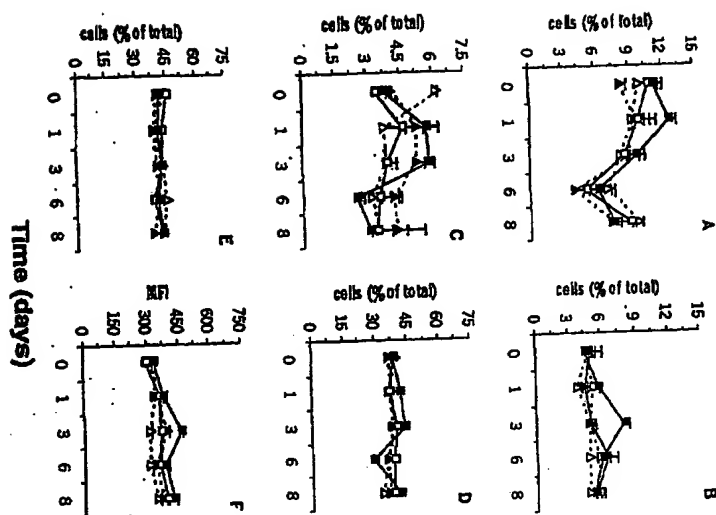 A
cells (% of total)
15
12
9
6
3
0
0 1 3 6 8
B
cells (% of total)
15
12
9
6
3
0
0 1 3 6 8
C
cells (% of total)
7.5
6
4.5
3
1.5
0
0 1 3 6 8
D
cells (% of total)
75
60
45
30
15
0
0 1 3 6 8
E
cells (% of total)
75
60
45
30
15
0
0 1 3 6 8
F
MFI
750
600
450
300
150
0
0 1 3 6 8
Time (days)